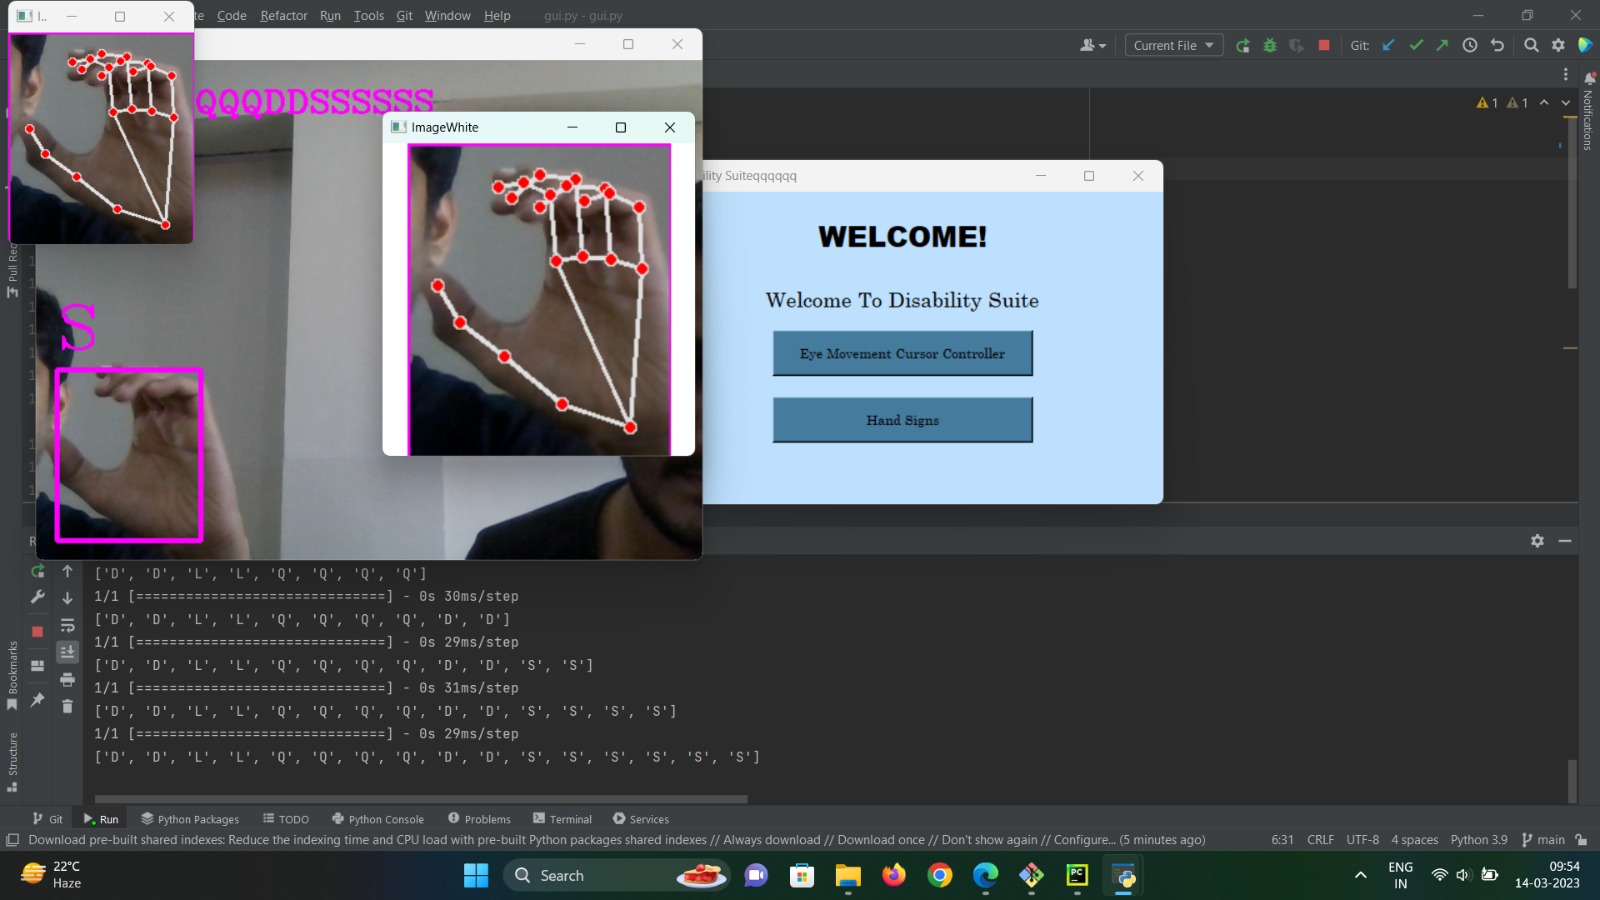 I..
te Code Refactor Run Tools Git Window Help gui.py - gui.py
Current File Git:
1 1
QQQDDSSSSSS
ImageWhite
ility Suiteqqqqqq
WELCOME!
Welcome To Disability Suite
Eye Movement Cursor Controller
Hand Signs
S
Notifications
Pull Rec
Bookmarks
Structure
R
['D', 'D', 'L', 'L', 'Q', 'Q', 'Q', 'Q']
1/1 [==============================] - 0s 30ms/step
['D', 'D', 'L', 'L', 'Q', 'Q', 'Q', 'Q', 'D', 'D']
1/1 [==============================] - 0s 29ms/step
['D', 'D', 'L', 'L', 'Q', 'Q', 'Q', 'Q', 'D', 'D', 'S', 'S']
1/1 [==============================] - 0s 31ms/step
['D', 'D', 'L', 'L', 'Q', 'Q', 'Q', 'Q', 'D', 'D', 'S', 'S', 'S', 'S']
1/1 [==============================] - 0s 29ms/step
['D', 'D', 'L', 'L', 'Q', 'Q', 'Q', 'Q', 'D', 'D', 'S', 'S', 'S', 'S', 'S', 'S']
Git Run Python Packages TODO Python Console Problems Terminal Services
Download pre-built shared indexes: Reduce the indexing time and CPU load with pre-built Python packages shared indexes // Always download // Download once // Don't show again // Configure... (5 minutes ago) 6:31 CRLF UTF-8 4 spaces Python 3.9 main
22°C
Haze
Search
PC
ENG
IN
09:54
14-03-2023